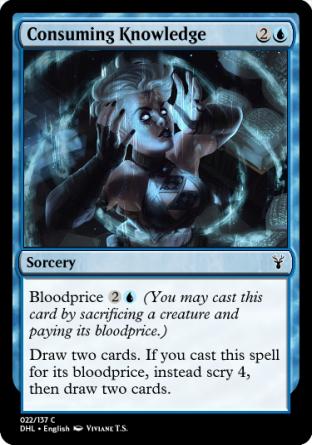 Consuming Knowledge 2
Sorcery
Bloodprice 2 (You may cast this
card by sacrificing a creature and
paying its bloodprice.)
Draw two cards. If you cast this spell
for its bloodprice, instead scry 4,
then draw two cards.
022/137 C
DHL • English VIVIANE T.S.